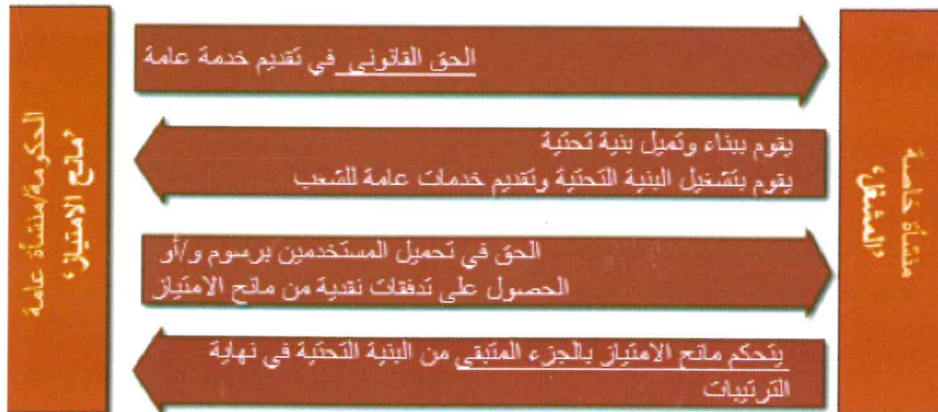 منشأة خاصة
’المشغل‘
الحق القانوني في تقديم خدمة عامة
يقوم ببناء وتميل بنية تحتية
يقوم بتشغيل البنية التحتية وتقديم خدمات عامة للشعب
الحق في تحميل المستخدمين برسوم و/أو
الحصول على تدفقات نقدية من مانح الامتياز
يتحكم مانح الامتياز بالجزء المتبقي من البنية التحتية في نهاية
الترتيبات
الحكومة/منشأة عامة
’مانح الامتياز‘